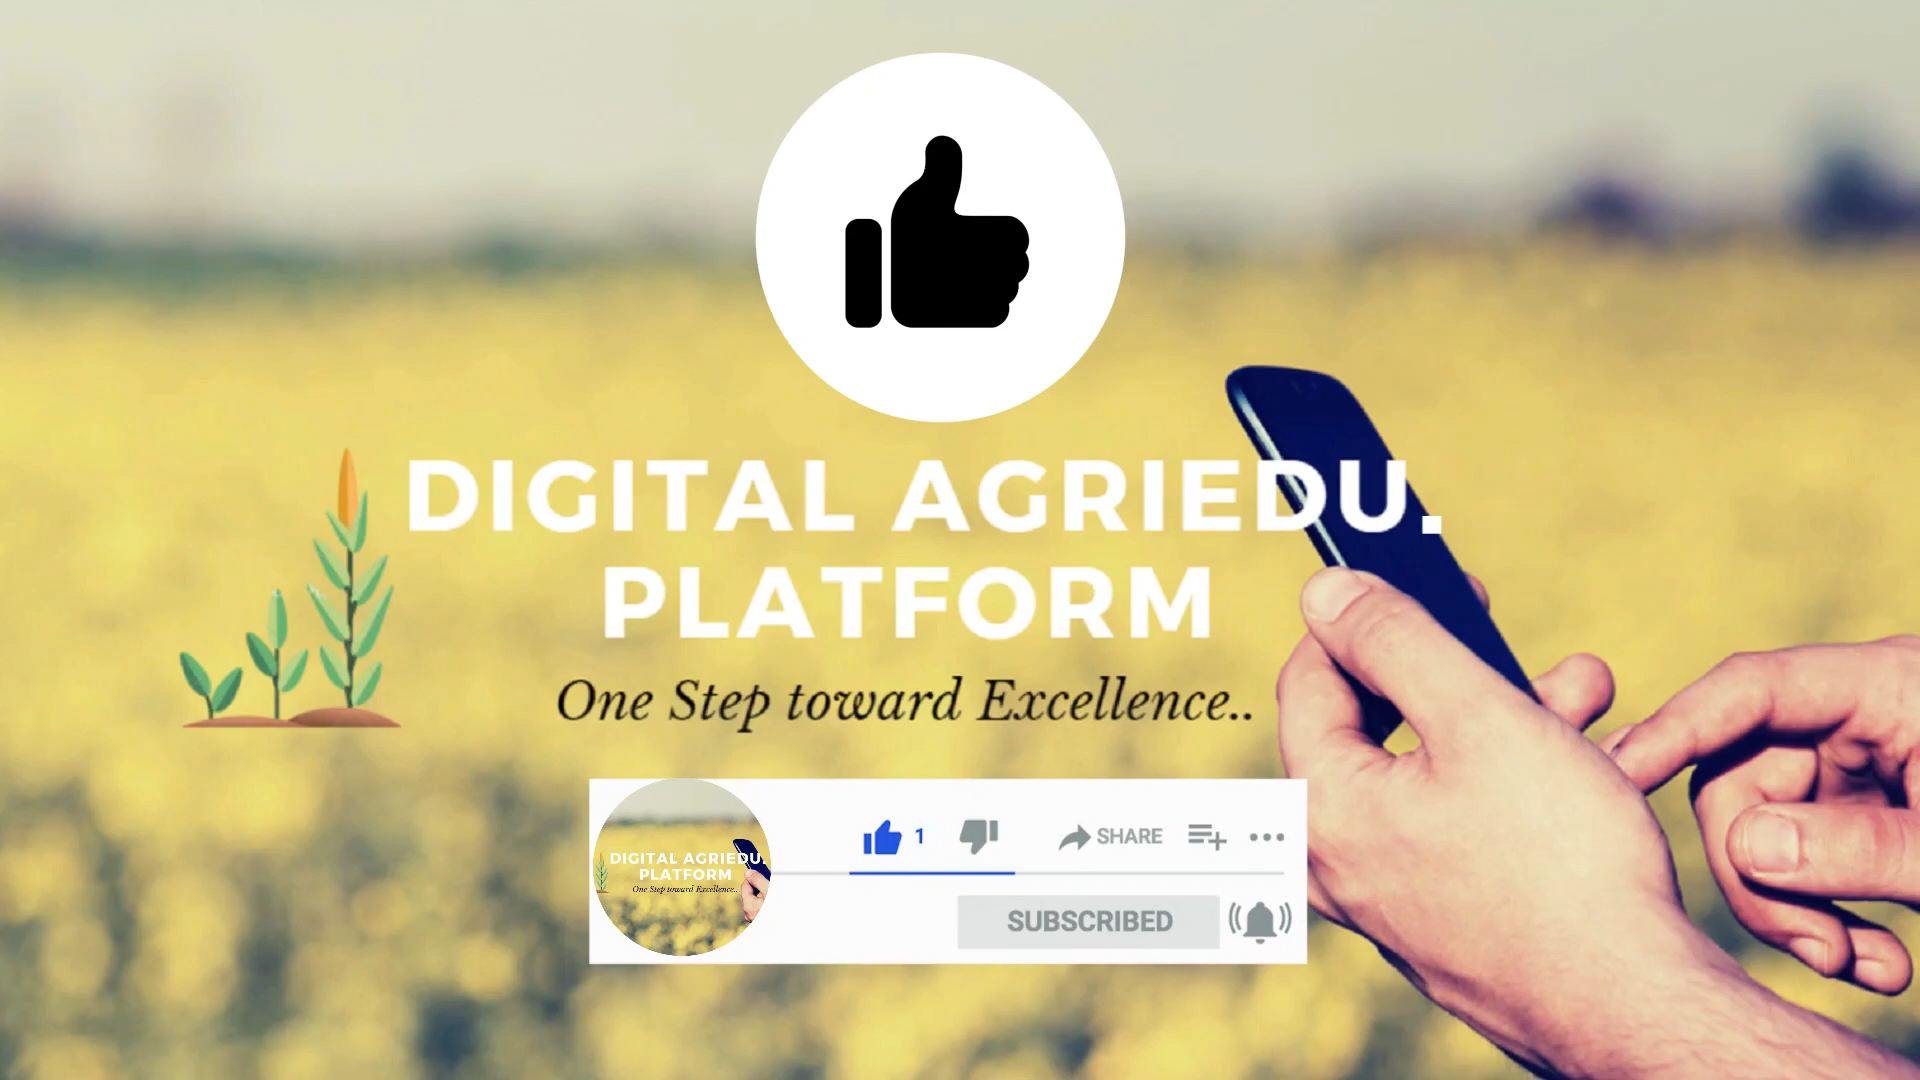 DIGITAL AGRIEDU.
PLATFORM
One Step toward Excellence..
1 SHARE
DIGITAL AGRIEDU.
PLATFORM
One Step toward Excellence..
SUBSCRIBED